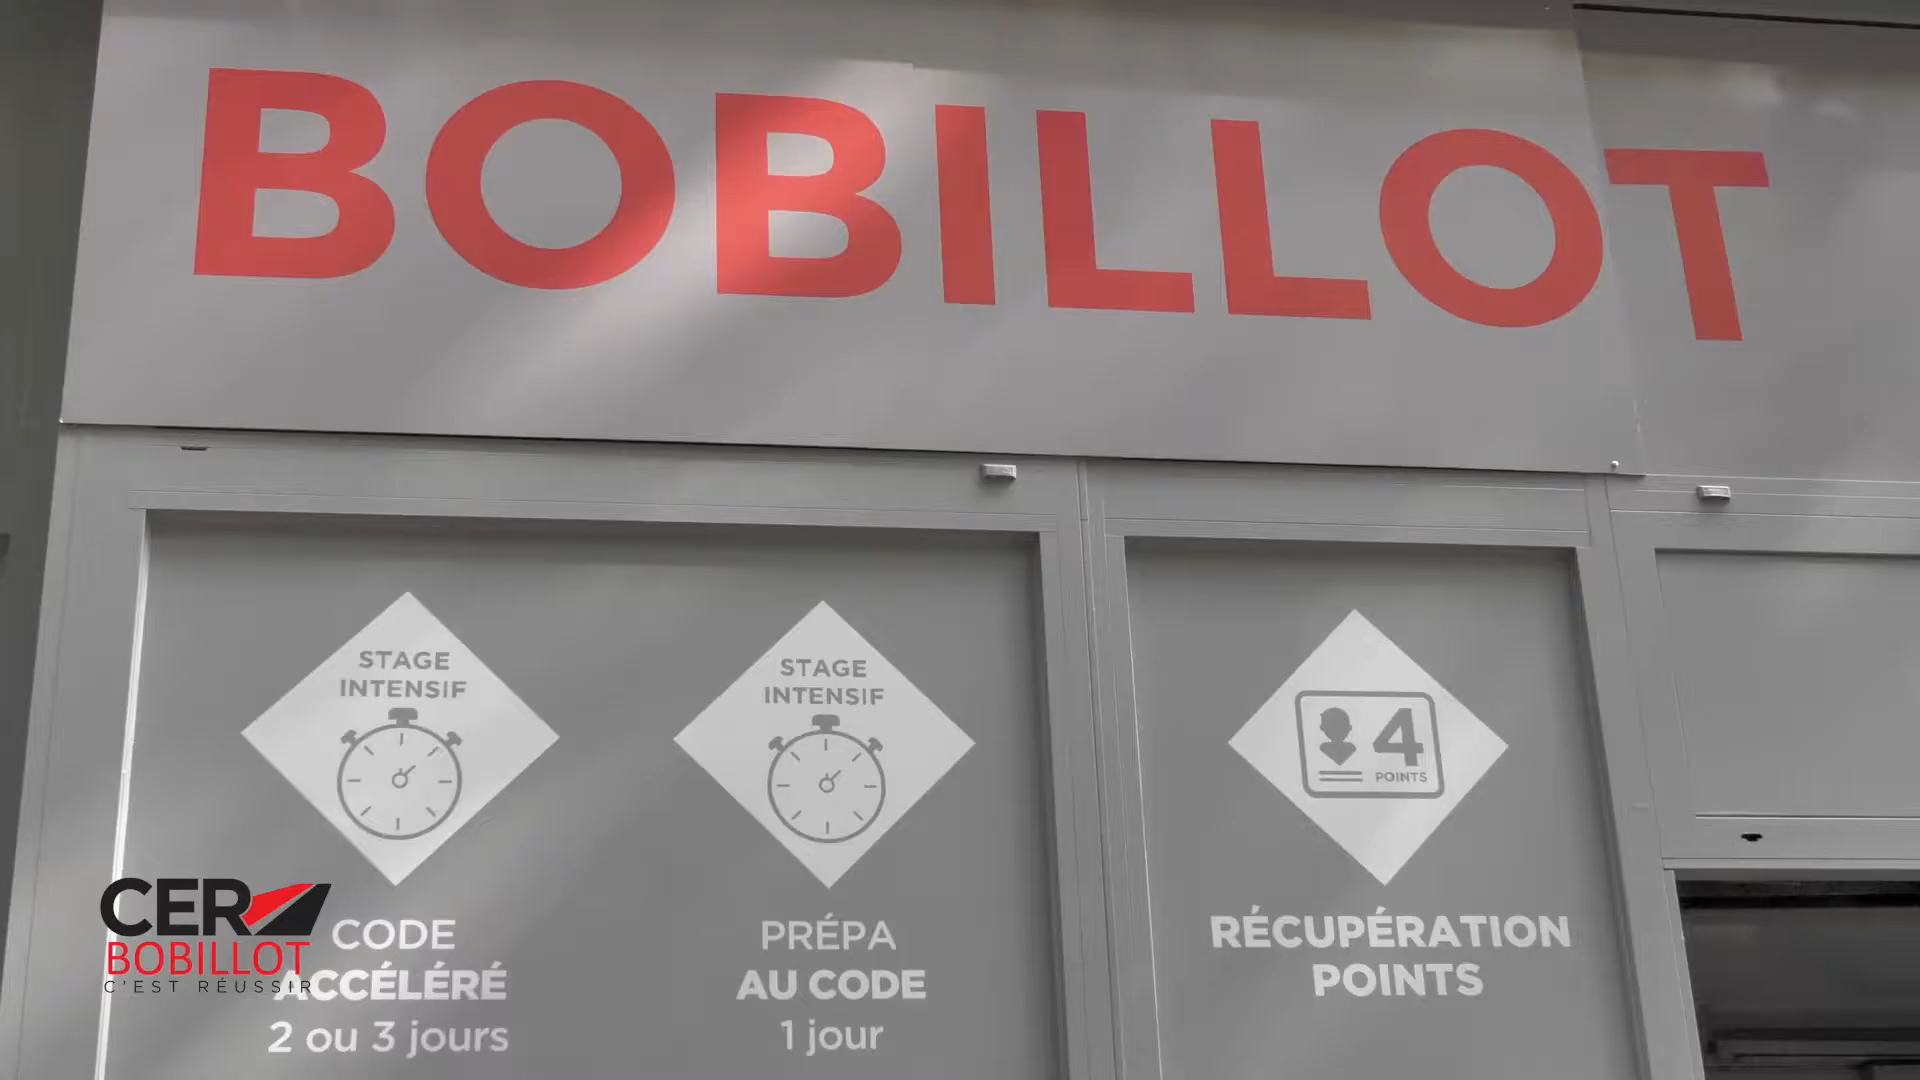 BOBILLOT
STAGE
INTENSIF
CODE
ACCÉLÉRÉ
2 ou 3 jours
STAGE
INTENSIF
PRÉPA
AU CODE
1 jour
4
POINTS
RÉCUPÉRATION
POINTS
CER
BOBILLOT
C'EST RÉUSSIR